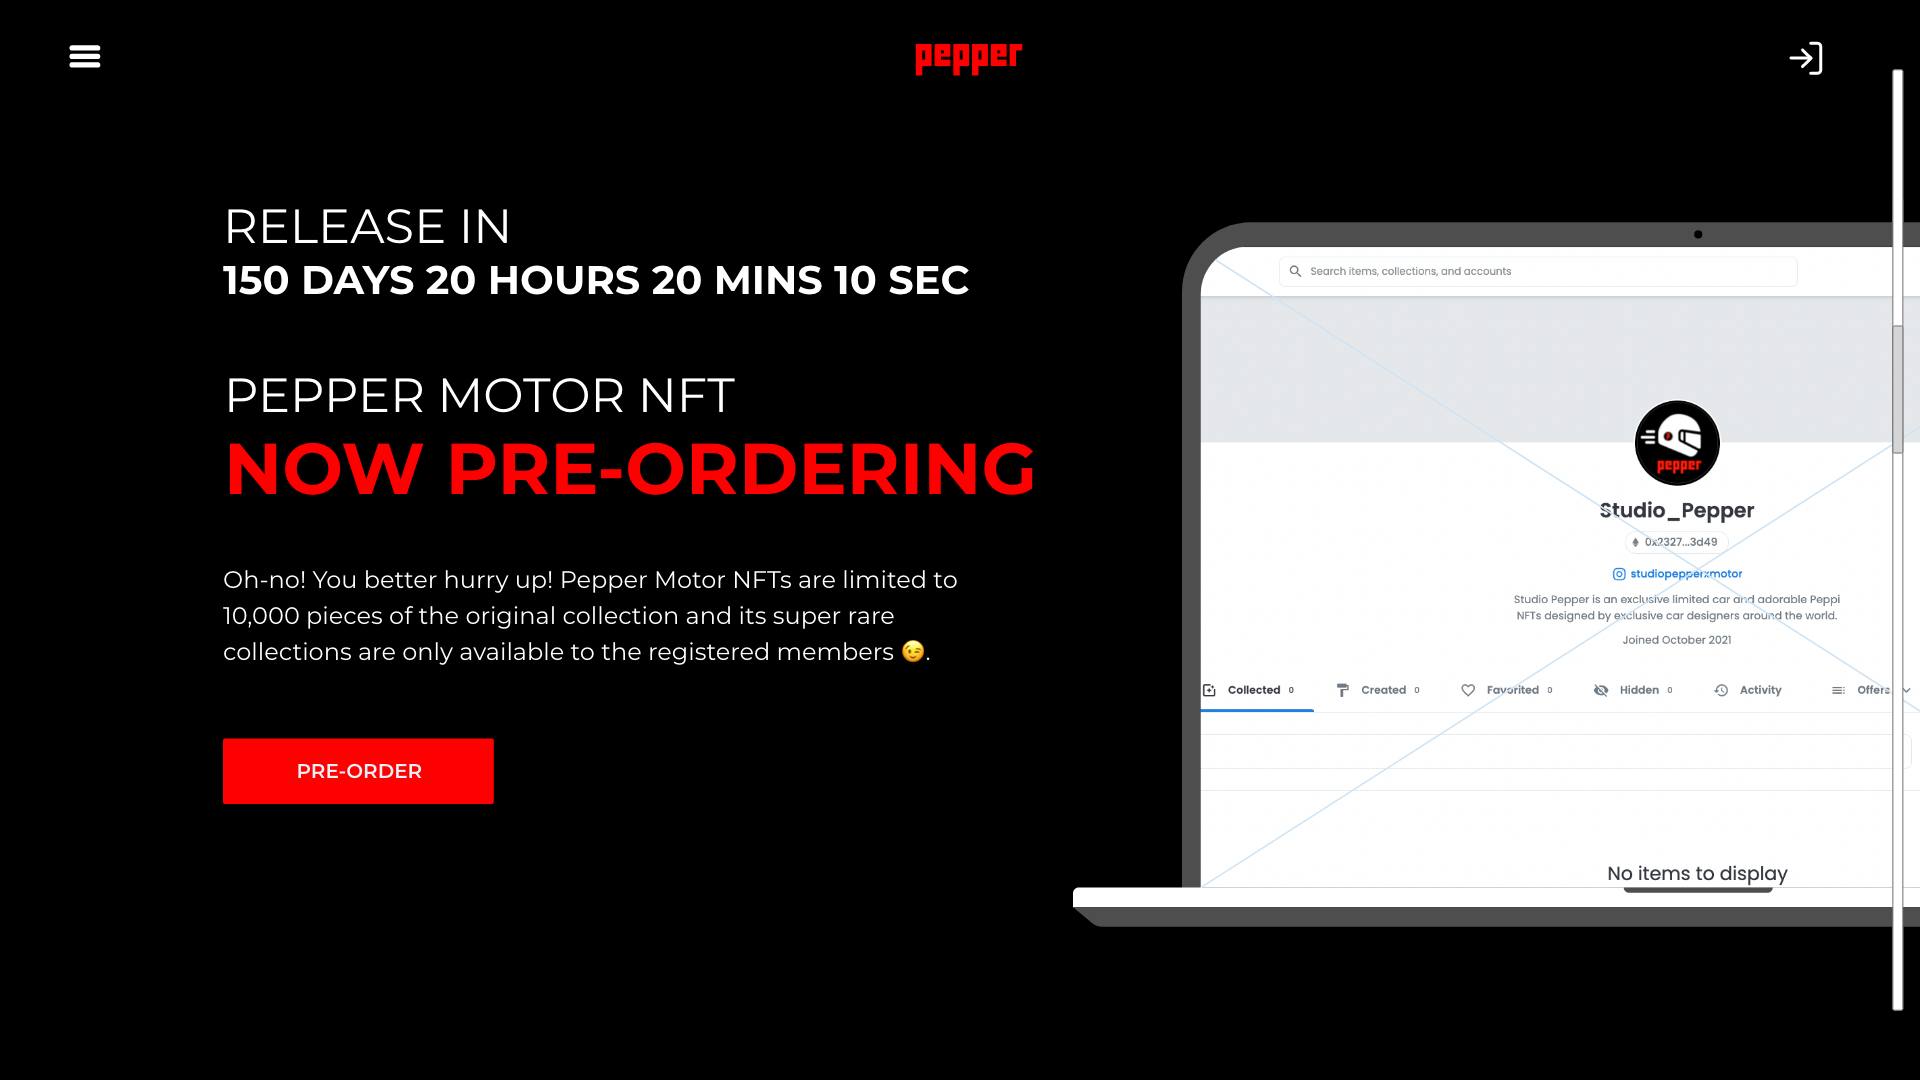 pepper
RELEASE IN
150 DAYS 20 HOURS 20 MINS 10 SEC
PEPPER MOTOR NFT
NOW PRE-ORDERING
Oh-no! You better hurry up! Pepper Motor NFTs are limited to
10,000 pieces of the original collection and its super rare
collections are only available to the registered members 😉.
PRE-ORDER
Search items, collections, and accounts
pepper
Studio_Pepper
0x2327...3d49
studiopepperxmotor
Studio Pepper is an exclusive limited car and adorable Peppi
NFTs designed by exclusive car designers around the world.
Joined October 2021
Collected 0 Created 0 Favorited 0 Hidden 0 Activity Offers
No items to display